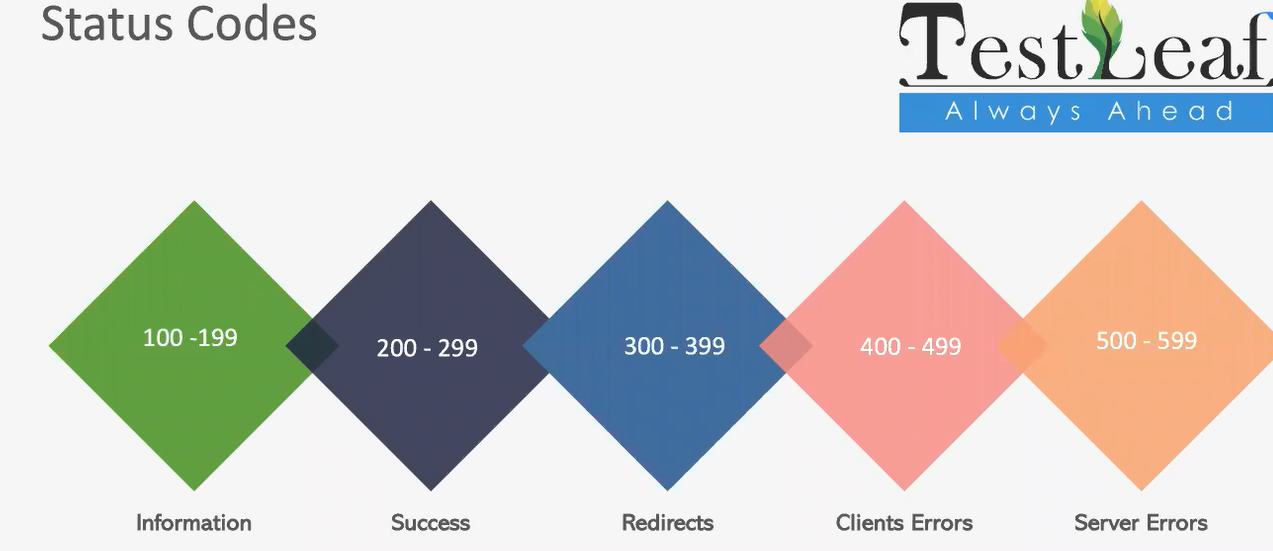 Status Codes
TestLeaf
Always Ahead
100 -199
200 - 299
300 - 399
400 - 499
500 - 599
Information
Success
Redirects
Clients Errors
Server Errors